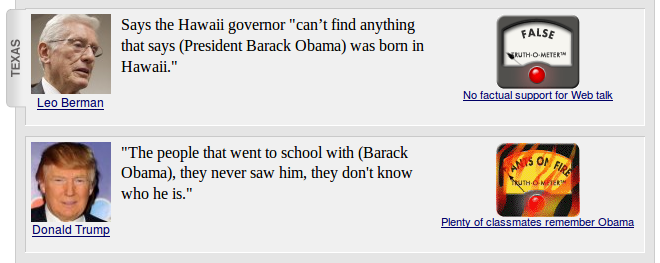 TEXAS
Says the Hawaii governor "can’t find anything
that says (President Barack Obama) was born in
Hawaii."
Leo Berman
FALSE
TRUTH-O-METER™
No factual support for Web talk
"The people that went to school with (Barack
Obama), they never saw him, they don't know
who he is."
Donald Trump
PANTS ON FIRE
TRUTH-O-METER™
Plenty of classmates remember Obama